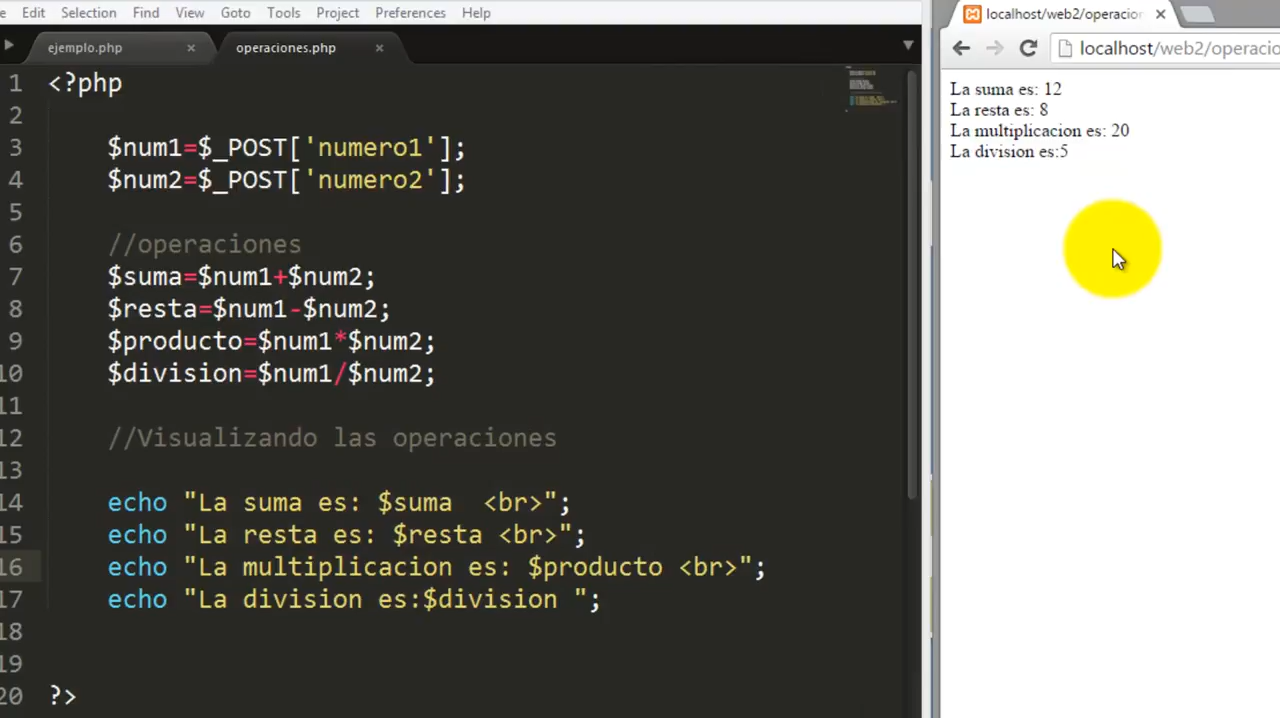 Edit Selection Find View Goto Tools Project Preferences Help
ejemplo.php × operaciones.php ×
1 <?php
2
3 $num1=$_POST['numero1'];
4 $num2=$_POST['numero2'];
5
6 //operaciones
7 $suma=$num1+$num2;
8 $resta=$num1-$num2;
9 $producto=$num1*$num2;
10 $division=$num1/$num2;
11
12 //Visualizando las operaciones
13
14 echo "La suma es: $suma  <br>";
15 echo "La resta es: $resta <br>";
16 echo "La multiplicacion es: $producto <br>";
17 echo "La division es:$division ";
18
19
20 ?>
localhost/web2/operacion ×
localhost/web2/operacio
La suma es: 12
La resta es: 8
La multiplicacion es: 20
La division es:5